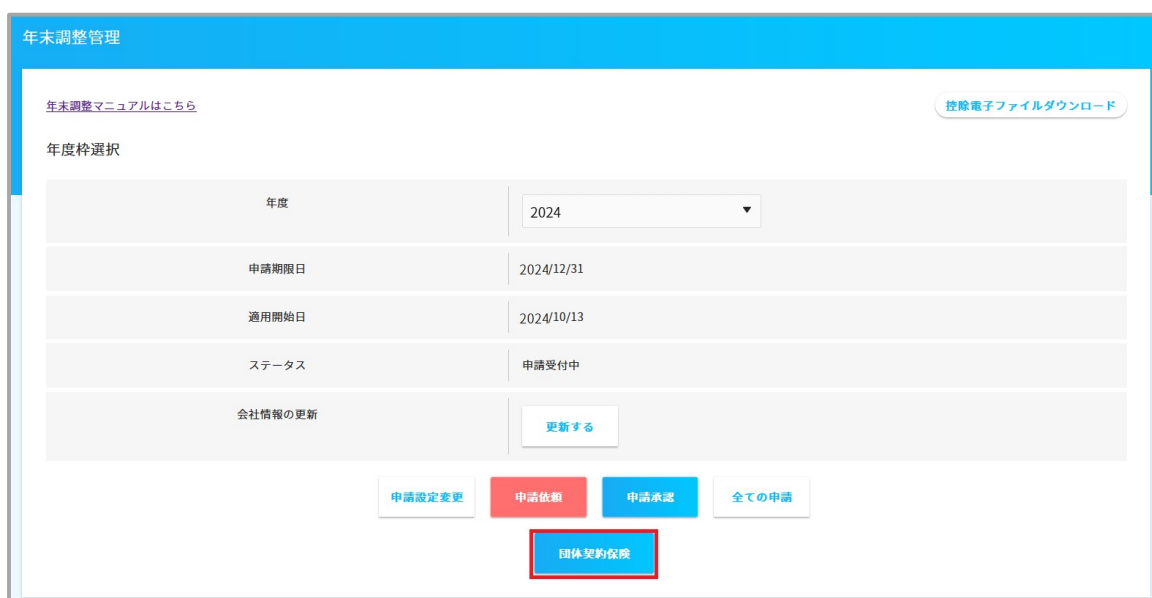 年末調整管理
年末調整マニュアルはこちら
控除電子ファイルダウンロード
年度枠選択
年度 2024
申請期限日 2024/12/31
適用開始日 2024/10/13
ステータス 申請受付中
会社情報の更新 更新する
申請設定変更 申請依頼 申請承認 全ての申請
団体契約保険